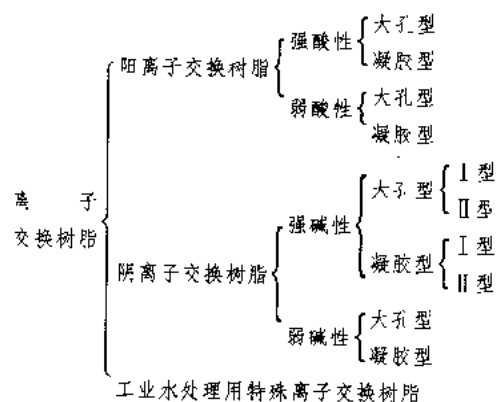 离 子
交换树脂
阳离子交换树脂
强酸性
大孔型
凝胶型
弱酸性
大孔型
凝胶型
阴离子交换树脂
强碱性
大孔型
Ⅰ型
Ⅱ型
凝胶型
Ⅰ型
Ⅱ型
弱碱性
大孔型
凝胶型
工业水处理用特殊离子交换树脂